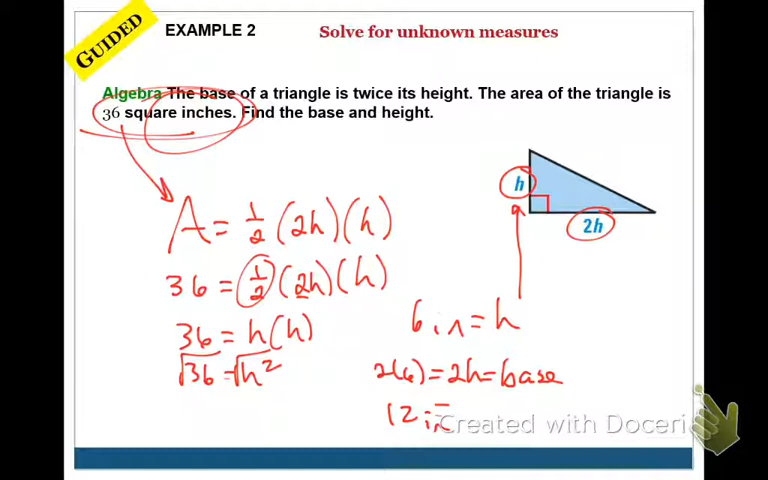 GUIDED
EXAMPLE 2
Solve for unknown measures
Algebra The base of a triangle is twice its height. The area of the triangle is
36 square inches. Find the base and height.
h
2h
A = 1/2 (2h)(h)
36 = 1/2 (2h)(h)
36 = h(h)
√36 = √h²
6 in = h
2(6) = 2h = base
12 in
Created with Doceri